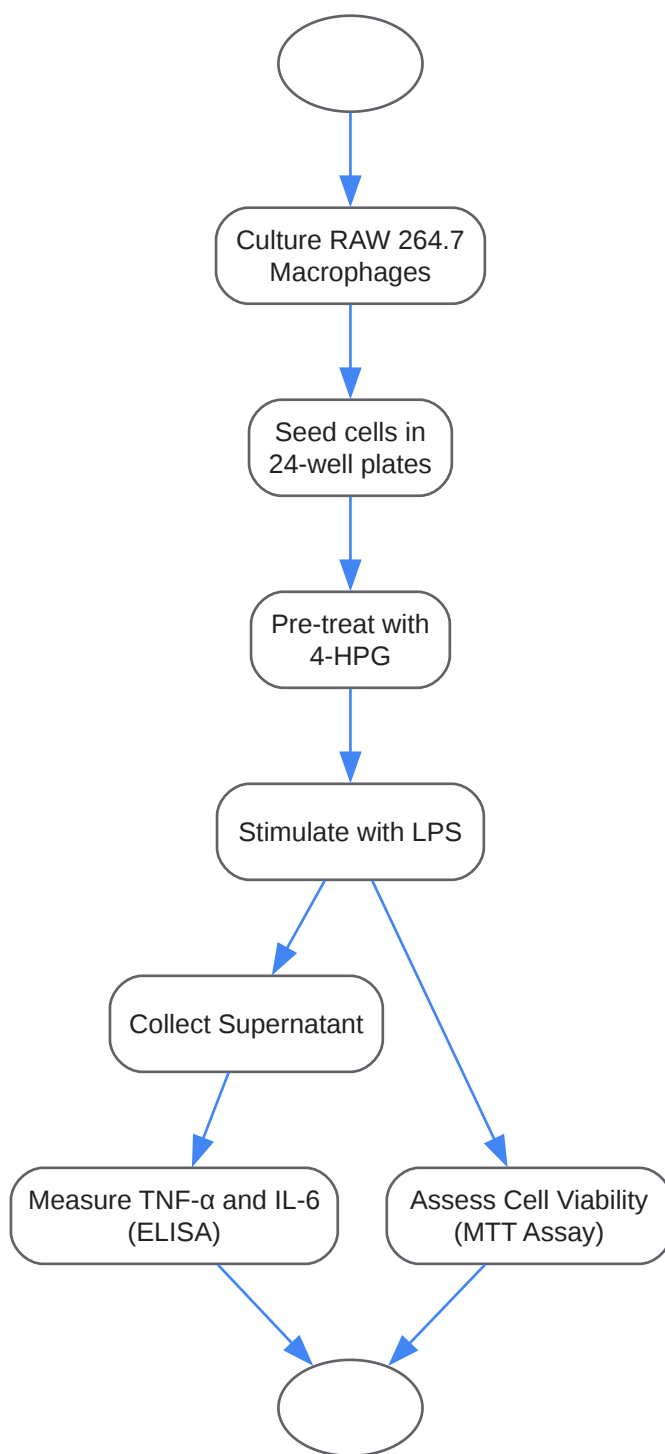 Culture RAW 264.7
Macrophages
Seed cells in
24-well plates
Pre-treat with
4-HPG
Stimulate with LPS
Collect Supernatant
Measure TNF-α and IL-6
(ELISA)
Assess Cell Viability
(MTT Assay)